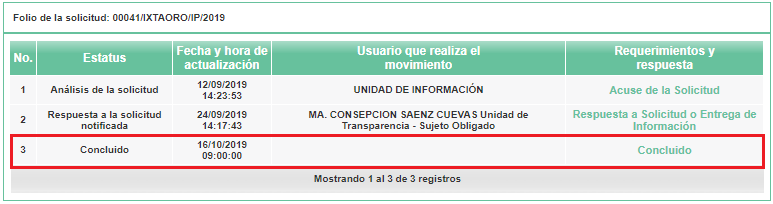 Folio de la solicitud: 00041/IXTAORO/IP/2019
No. Estatus Fecha y hora de actualización Usuario que realiza el movimiento Requerimientos y respuesta
1 Análisis de la solicitud 12/09/2019 14:23:53 UNIDAD DE INFORMACIÓN Acuse de la Solicitud
2 Respuesta a la solicitud notificada 24/09/2019 14:17:43 MA. CONSEPCION SAENZ CUEVAS Unidad de Transparencia - Sujeto Obligado Respuesta a Solicitud o Entrega de Información
3 Concluido 16/10/2019 09:00:00 Concluido
Mostrando 1 al 3 de 3 registros